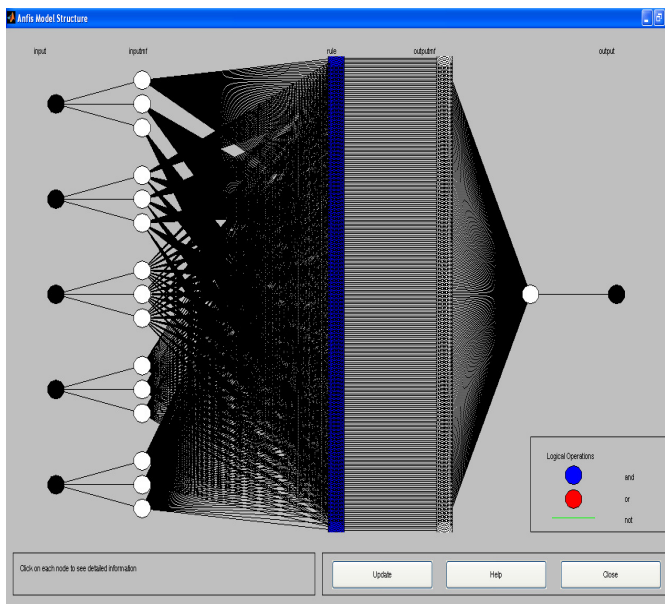 Anfis Model Structure
input inputmf rule outputmf output
Logical Operations
and
or
not
Click on each node to see detailed information
Update Help Close